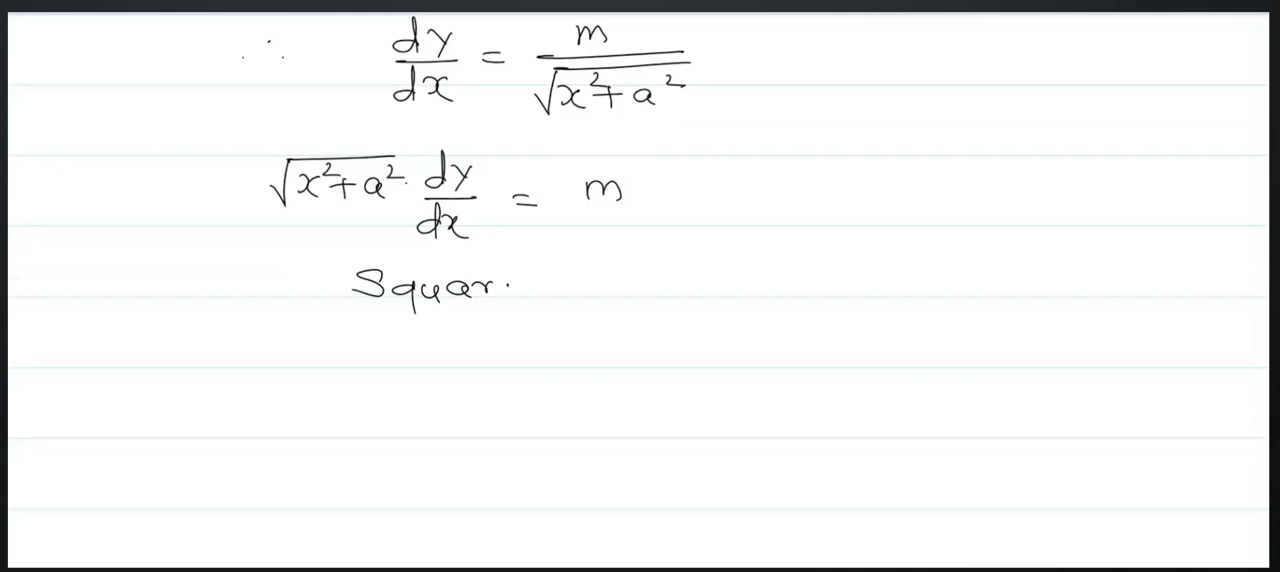 ∴ dy/dx = m/√(x²+a²)
√(x²+a²) · dy/dx = m
Squar.